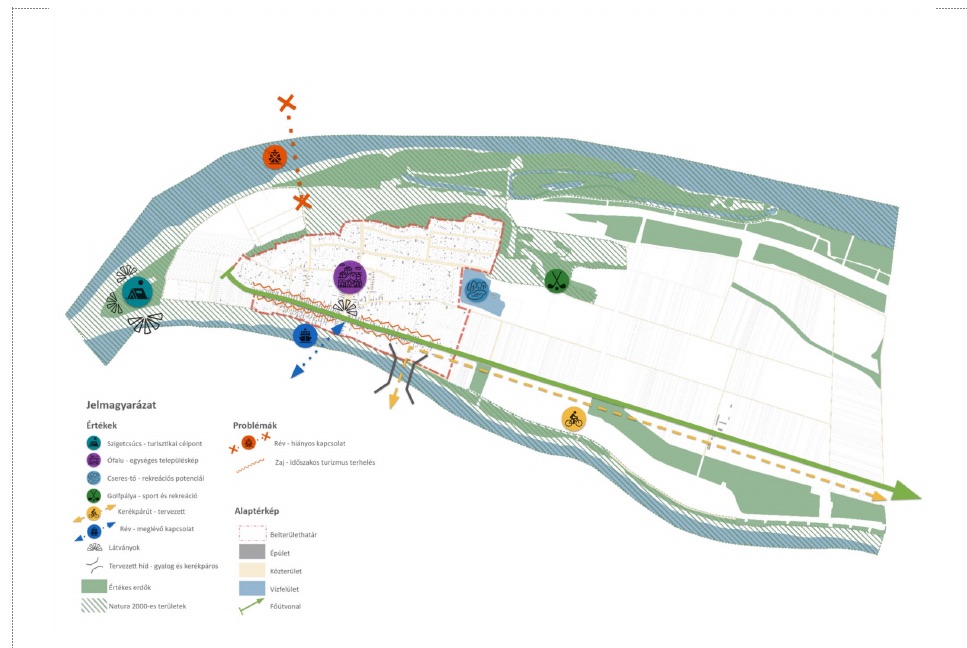 Jelmagyarázat
Értékek
Szigetcsúcs - turisztikai célpont
Ófalu - egységes településkép
Cseres-tó - rekreációs potenciál
Golfpálya - sport és rekreáció
Kerékpárút - tervezett
Rév - meglévő kapcsolat
Látványok
Tervezett híd - gyalog és kerékpáros
Értékes erdők
Natura 2000-es területek
Problémák
Rév - hiányos kapcsolat
Zaj - időszakos turizmus terhelés
Alaptérkép
Belterülethatár
Épület
Közterület
Vízfelület
Főútvonal